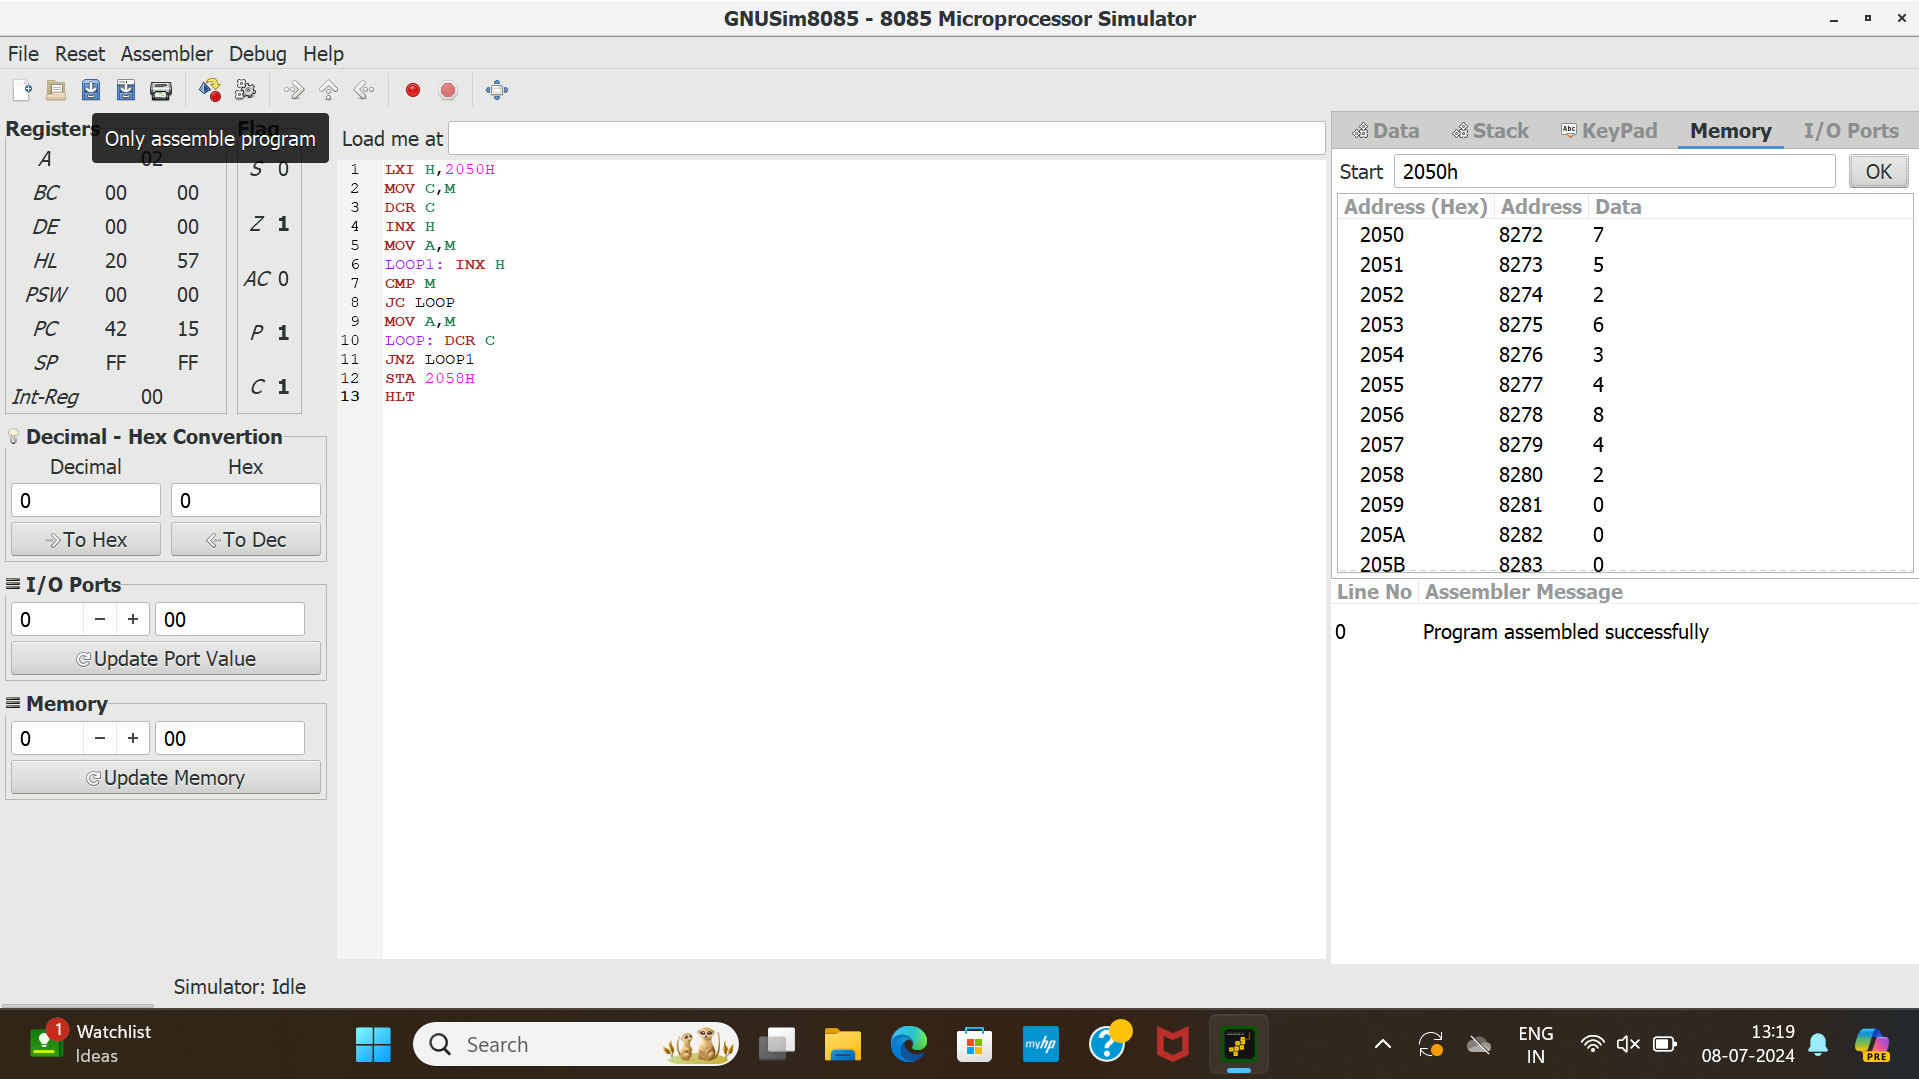 GNUSim8085 - 8085 Microprocessor Simulator
File Reset Assembler Debug Help
Registers
Flag
Only assemble program
A 02
BC 00 00
DE 00 00
HL 20 57
PSW 00 00
PC 42 15
SP FF FF
Int-Reg 00
S 0
Z 1
AC 0
P 1
C 1
Decimal - Hex Convertion
Decimal Hex
0 0
To Hex To Dec
I/O Ports
0 − + 00
Update Port Value
Memory
0 − + 00
Update Memory
Load me at
1 LXI H,2050H
2 MOV C,M
3 DCR C
4 INX H
5 MOV A,M
6 LOOP1: INX H
7 CMP M
8 JC LOOP
9 MOV A,M
10 LOOP: DCR C
11 JNZ LOOP1
12 STA 2058H
13 HLT
Data Stack Abc KeyPad Memory I/O Ports
Start 2050h OK
Address (Hex) Address Data
2050 8272 7
2051 8273 5
2052 8274 2
2053 8275 6
2054 8276 3
2055 8277 4
2056 8278 8
2057 8279 4
2058 8280 2
2059 8281 0
205A 8282 0
205B 8283 0
Line No Assembler Message
0 Program assembled successfully
Simulator: Idle
1 Watchlist
Ideas
Search
myhp
ENG
IN
13:19
08-07-2024
PRE